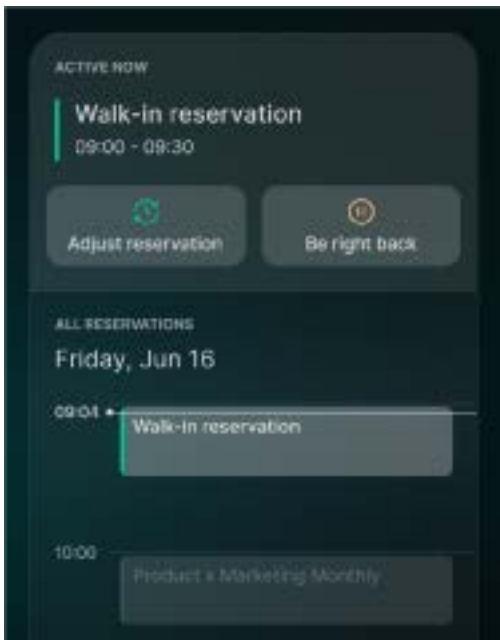 ACTIVE NOW
Walk-in reservation
09:00 - 09:30
Adjust reservation
Be right back
ALL RESERVATIONS
Friday, Jun 16
09:04
Walk-in reservation
10:00
Product x Marketing Monthly